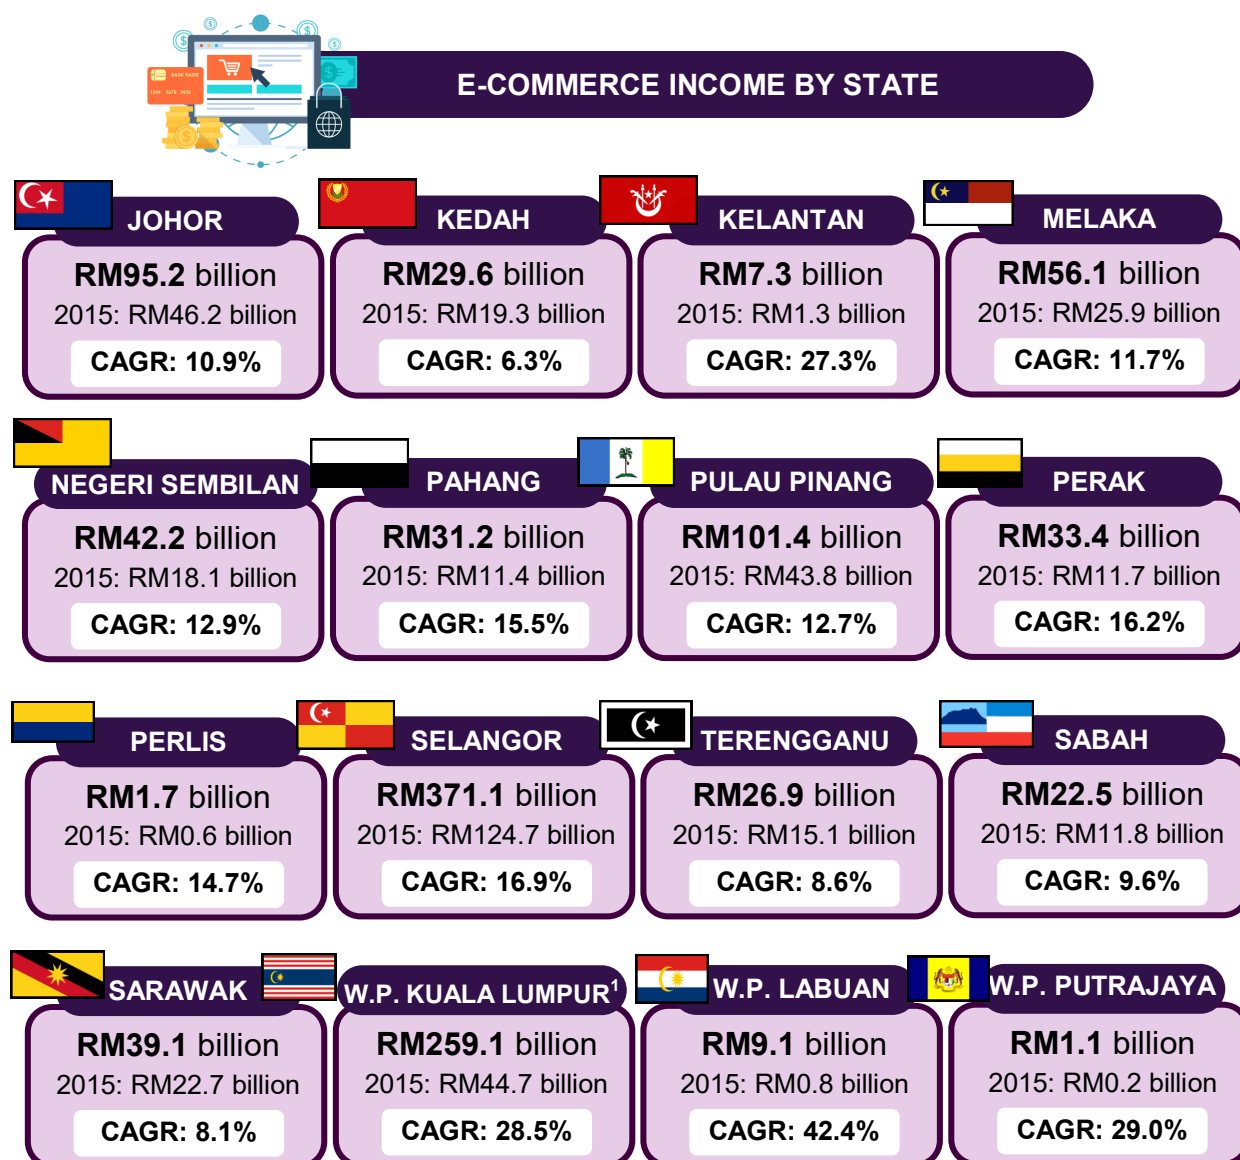 BANK NAME
1234 5678 3456
E-COMMERCE INCOME BY STATE
JOHOR
RM95.2 billion
2015: RM46.2 billion
CAGR: 10.9%
KEDAH
RM29.6 billion
2015: RM19.3 billion
CAGR: 6.3%
KELANTAN
RM7.3 billion
2015: RM1.3 billion
CAGR: 27.3%
MELAKA
RM56.1 billion
2015: RM25.9 billion
CAGR: 11.7%
NEGERI SEMBILAN
RM42.2 billion
2015: RM18.1 billion
CAGR: 12.9%
PAHANG
RM31.2 billion
2015: RM11.4 billion
CAGR: 15.5%
PULAU PINANG
RM101.4 billion
2015: RM43.8 billion
CAGR: 12.7%
PERAK
RM33.4 billion
2015: RM11.7 billion
CAGR: 16.2%
PERLIS
RM1.7 billion
2015: RM0.6 billion
CAGR: 14.7%
SELANGOR
RM371.1 billion
2015: RM124.7 billion
CAGR: 16.9%
TERENGGANU
RM26.9 billion
2015: RM15.1 billion
CAGR: 8.6%
SABAH
RM22.5 billion
2015: RM11.8 billion
CAGR: 9.6%
SARAWAK
RM39.1 billion
2015: RM22.7 billion
CAGR: 8.1%
W.P. KUALA LUMPUR¹
RM259.1 billion
2015: RM44.7 billion
CAGR: 28.5%
W.P. LABUAN
RM9.1 billion
2015: RM0.8 billion
CAGR: 42.4%
W.P. PUTRAJAYA
RM1.1 billion
2015: RM0.2 billion
CAGR: 29.0%